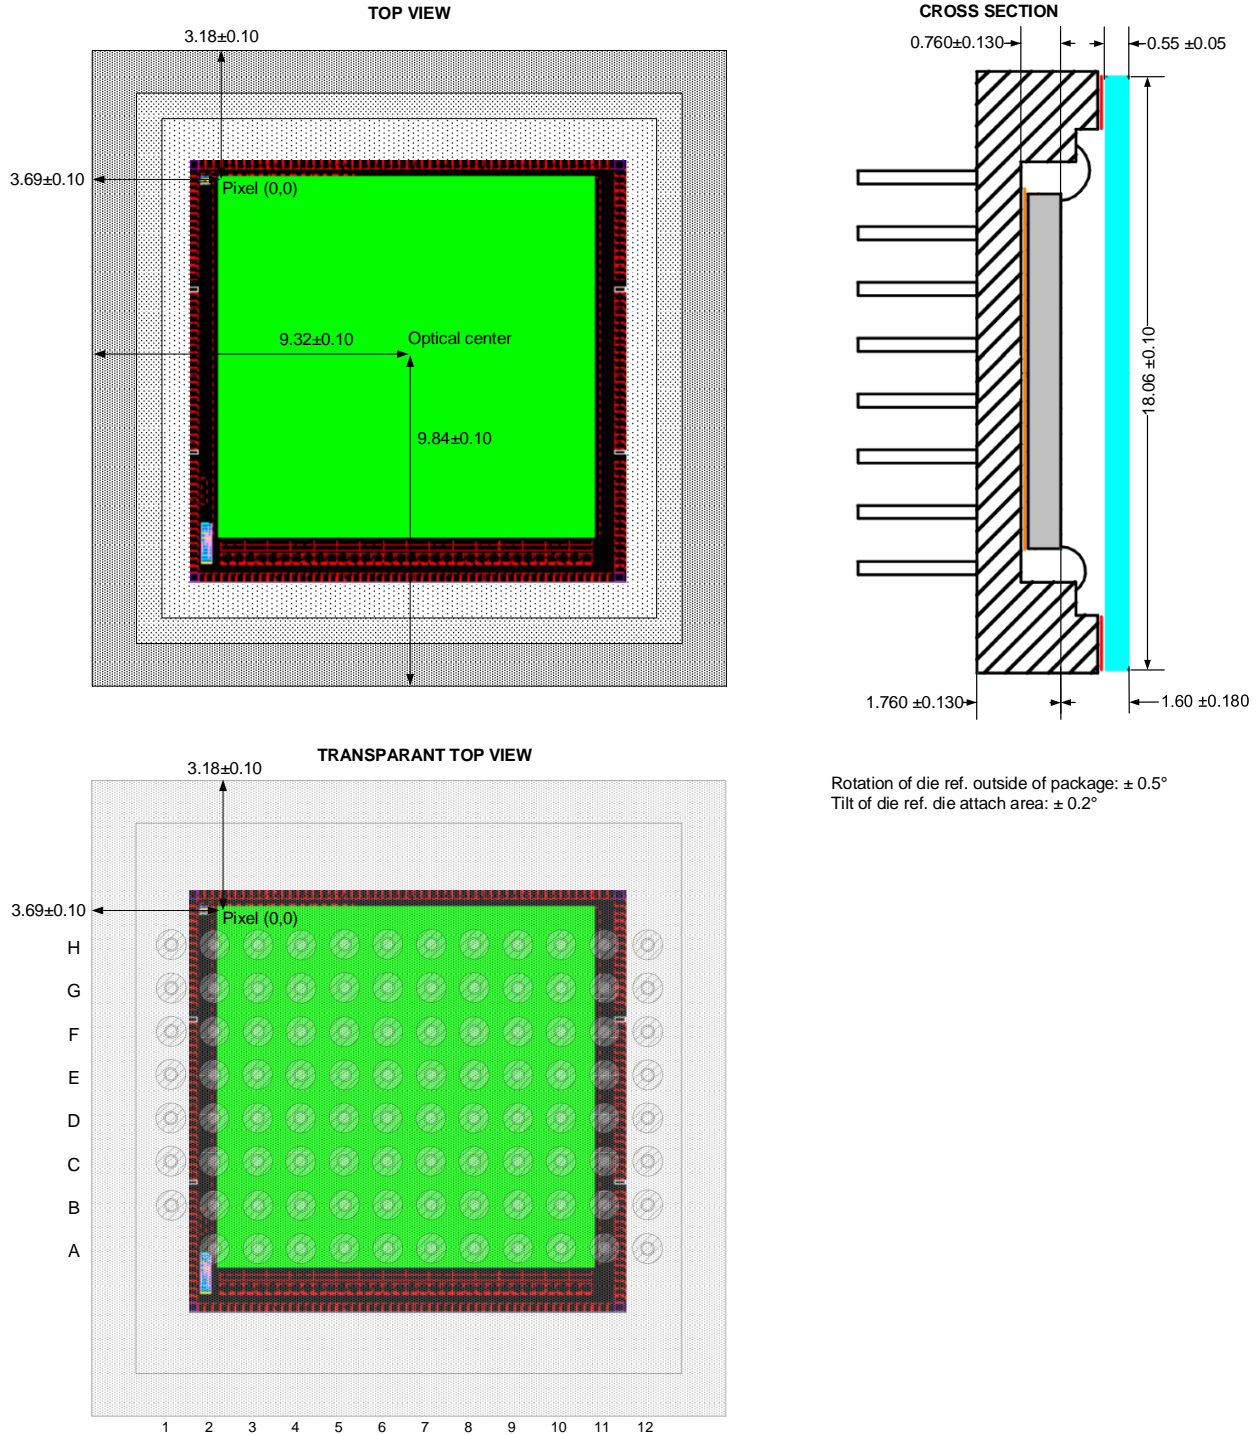 TOP VIEW
3.18±0.10
3.69±0.10
Pixel (0,0)
9.32±0.10
Optical center
9.84±0.10
CROSS SECTION
0.760±0.130
0.55 ±0.05
18.06 ±0.10
1.760 ±0.130
1.60 ±0.180
Rotation of die ref. outside of package: ± 0.5°
Tilt of die ref. die attach area: ± 0.2°
TRANSPARANT TOP VIEW
3.18±0.10
3.69±0.10
Pixel (0,0)
H
G
F
E
D
C
B
A
1 2 3 4 5 6 7 8 9 10 11 12